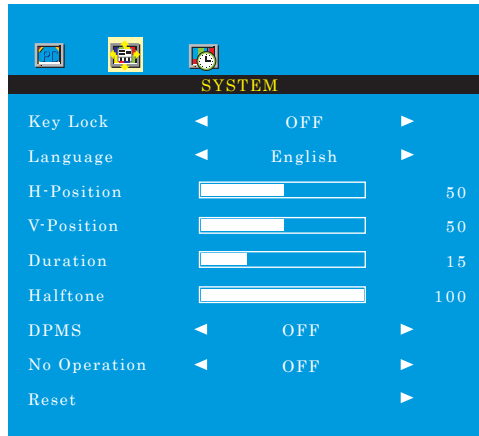 PD
SYSTEM
Key Lock OFF
Language English
H-Position 50
V-Position 50
Duration 15
Halftone 100
DPMS OFF
No Operation OFF
Reset